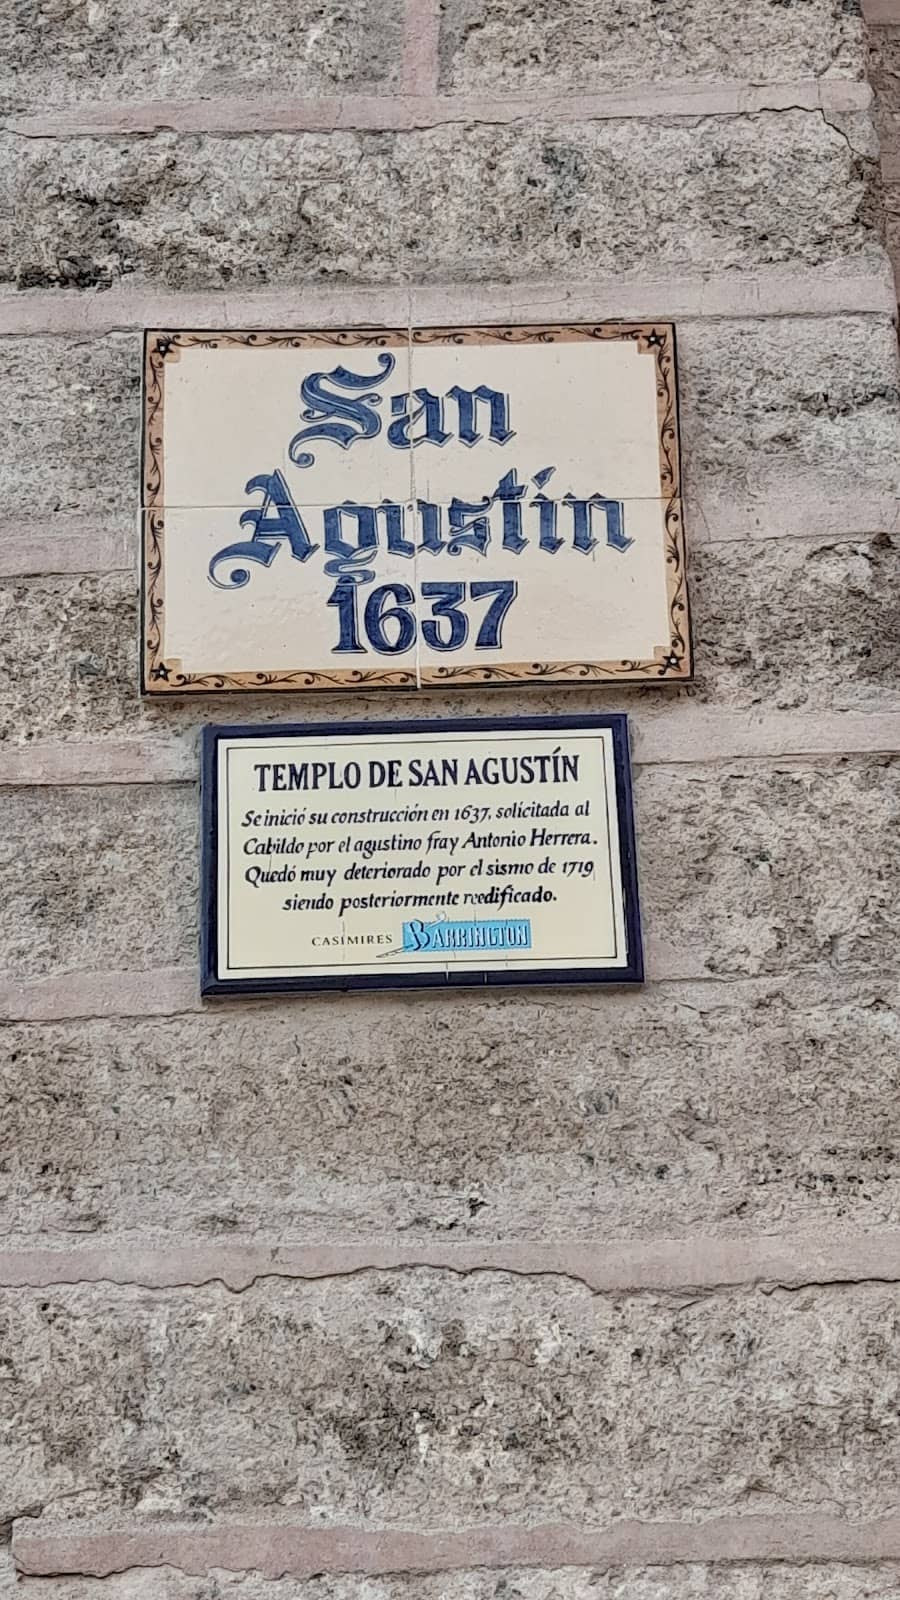 San
Agustín
1637
TEMPLO DE SAN AGUSTÍN
Se inició su construcción en 1637, solicitada al
Cabildo por el agustino fray Antonio Herrera.
Quedó muy deteriorado por el sismo de 1719
siendo posteriormente reedificado.
CASIMIRES BARRINGTON